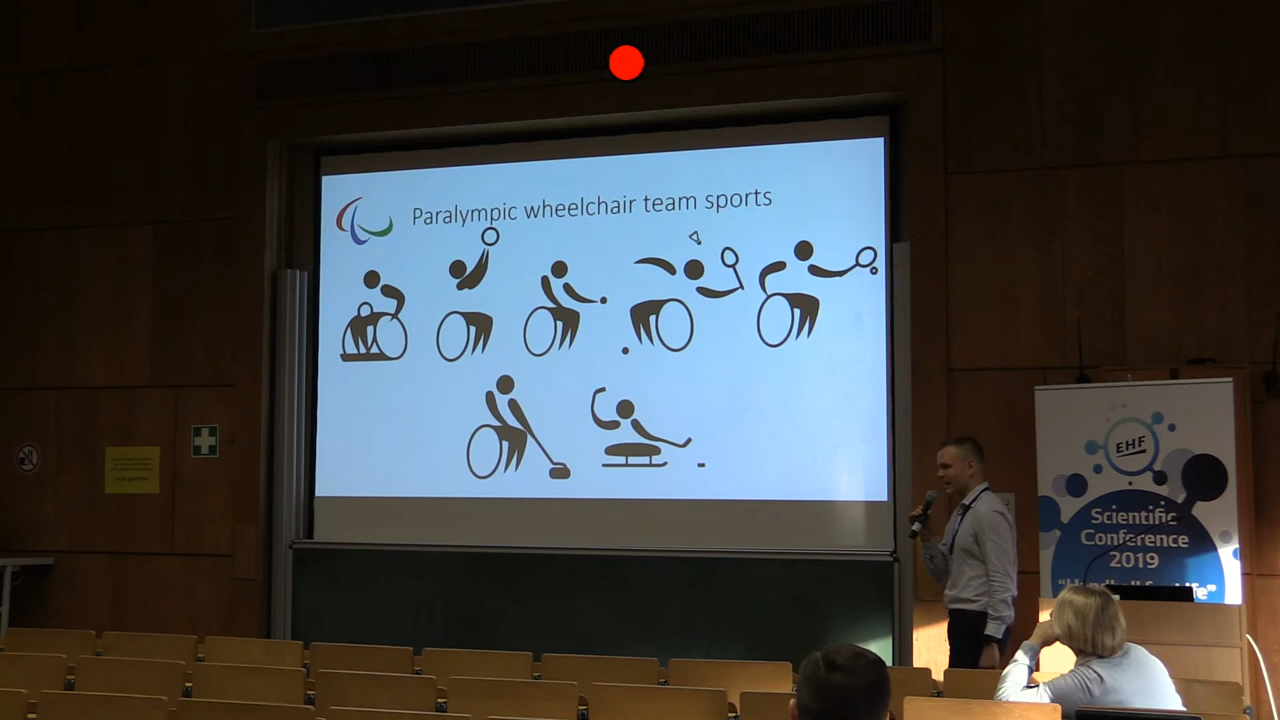 Paralympic wheelchair team sports
EHF
Scientific
Conference
2019